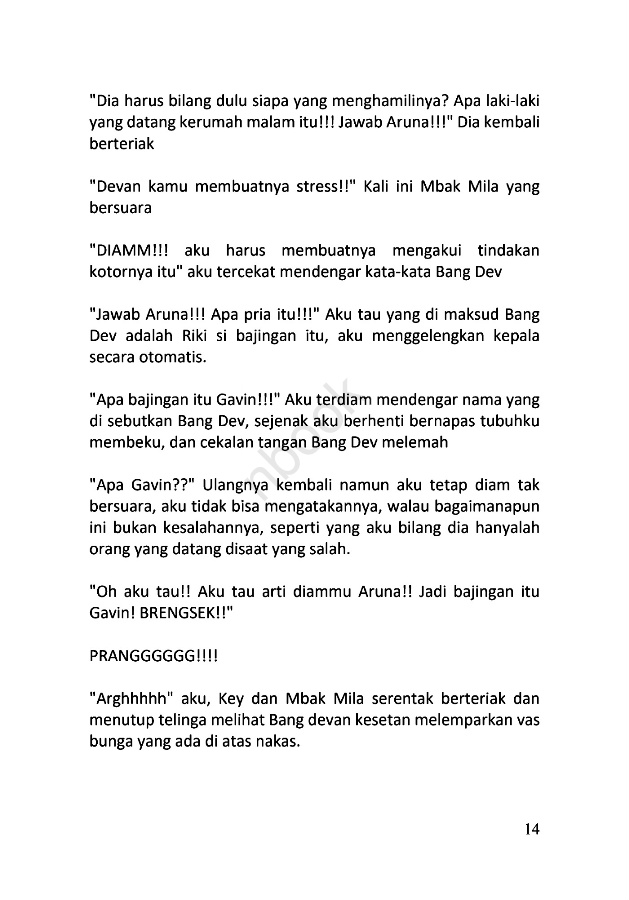 "Dia harus bilang dulu siapa yang menghamilinya? Apa laki-laki
yang datang kerumah malam itu!!! Jawab Aruna!!!" Dia kembali
berteriak
"Devan kamu membuatnya stress!!" Kali ini Mbak Mila yang
bersuara
"DIAMM!!! aku harus membuatnya mengakui tindakan
kotornya itu" aku tercekat mendengar kata-kata Bang Dev
"Jawab Aruna!!! Apa pria itu!!!" Aku tau yang di maksud Bang
Dev adalah Riki si bajingan itu, aku menggelengkan kepala
secara otomatis.
"Apa bajingan itu Gavin!!!" Aku terdiam mendengar nama yang
di sebutkan Bang Dev, sejenak aku berhenti bernapas tubuhku
membeku, dan cekalan tangan Bang Dev melemah
"Apa Gavin??" Ulangnya kembali namun aku tetap diam tak
bersuara, aku tidak bisa mengatakannya, walau bagaimanapun
ini bukan kesalahannya, seperti yang aku bilang dia hanyalah
orang yang datang disaat yang salah.
"Oh aku tau!! Aku tau arti diammu Aruna!! Jadi bajingan itu
Gavin! BRENGSEK!!"
PRANGGGGGG!!!!
"Arghhhhh" aku, Key dan Mbak Mila serentak berteriak dan
menutup telinga melihat Bang devan kesetan melemparkan vas
bunga yang ada di atas nakas.
14
nbook